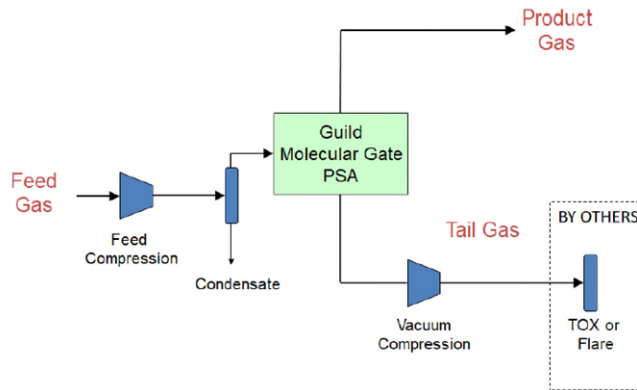 Product
Gas
Guild
Molecular Gate
PSA
Feed
Gas
Feed
Compression
Condensate
Tail Gas
Vacuum
Compression
BY OTHERS
TOX or
Flare